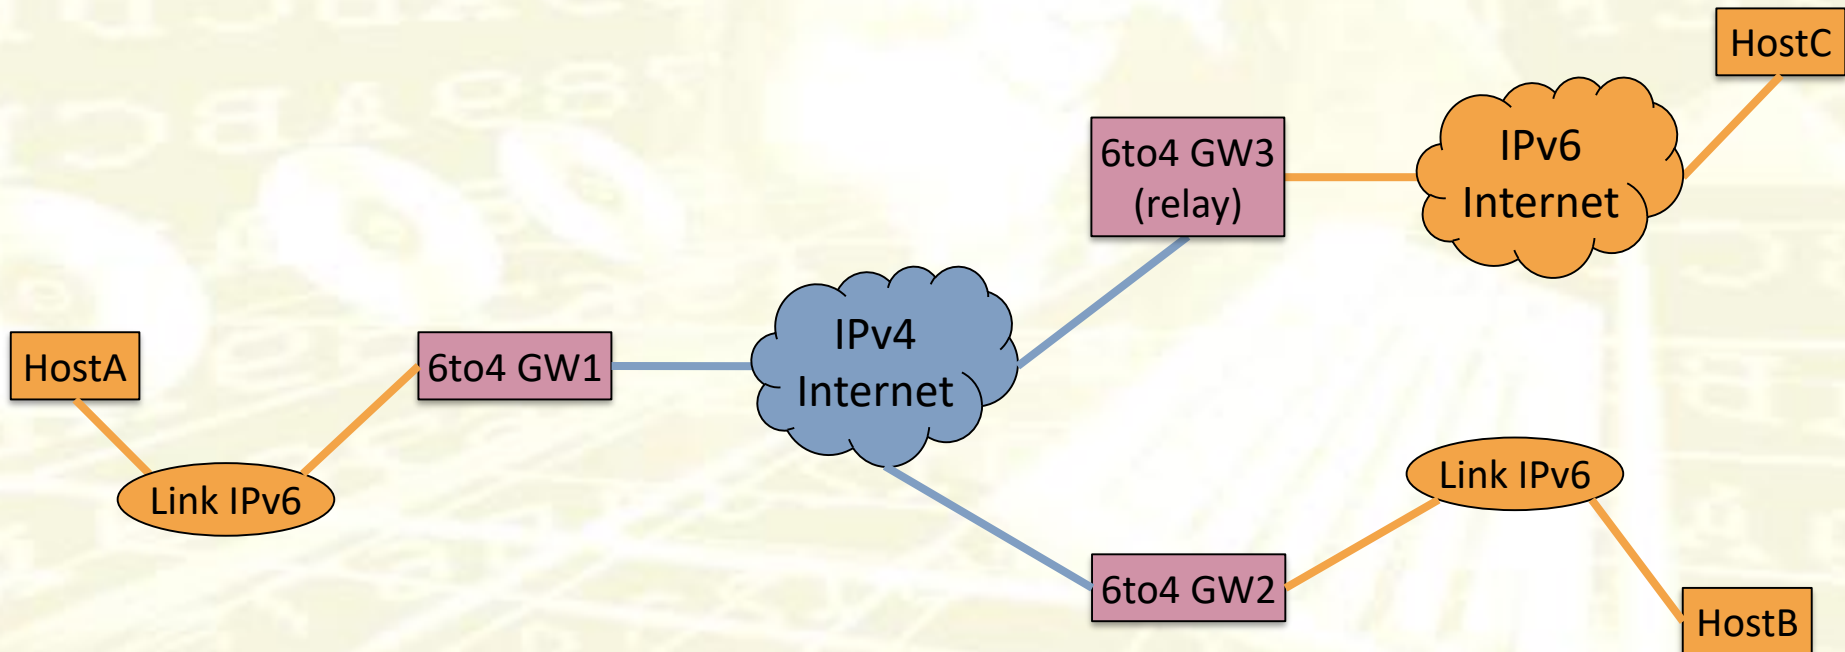 HostC
6to4 GW3
(relay)
IPv6
Internet
HostA
6to4 GW1
IPv4
Internet
Link IPv6
Link IPv6
6to4 GW2
HostB